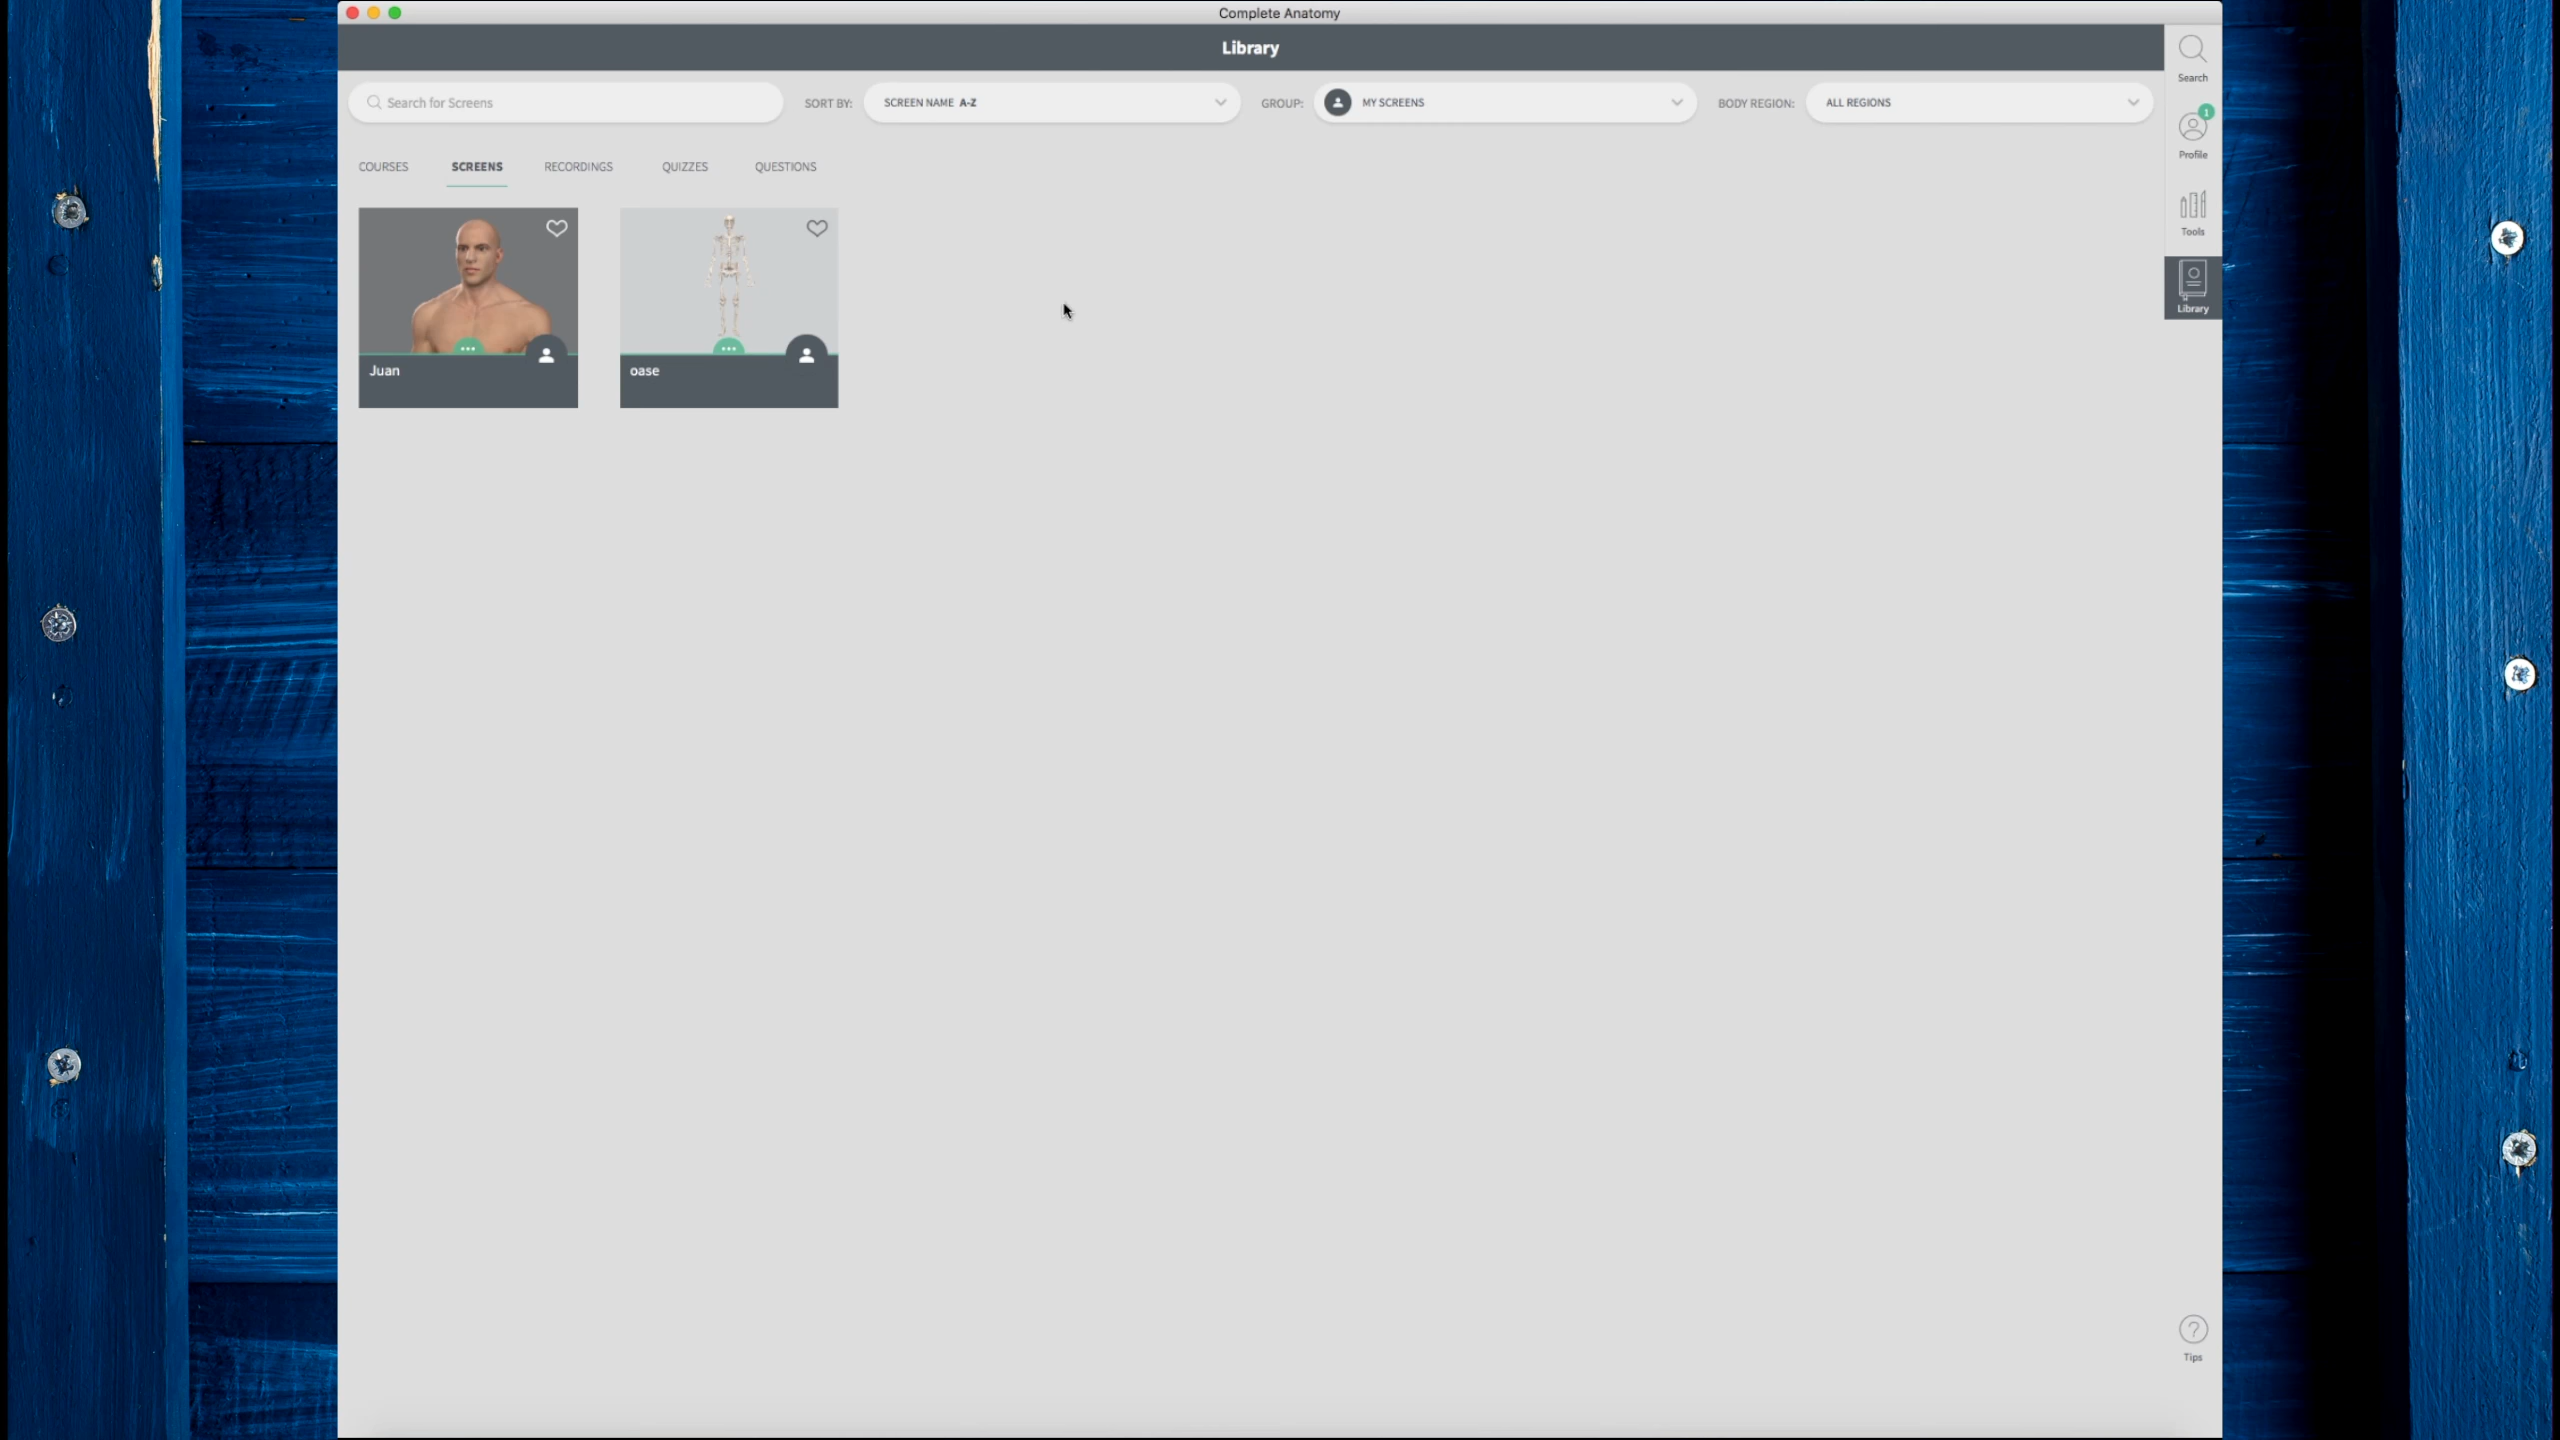 Complete Anatomy
Library
Search for Screens
SORT BY:
SCREEN NAME A-Z
GROUP:
MY SCREENS
BODY REGION:
ALL REGIONS
COURSES
SCREENS
RECORDINGS
QUIZZES
QUESTIONS
Juan
oase
Search
1
Profile
Tools
Library
?
Tips